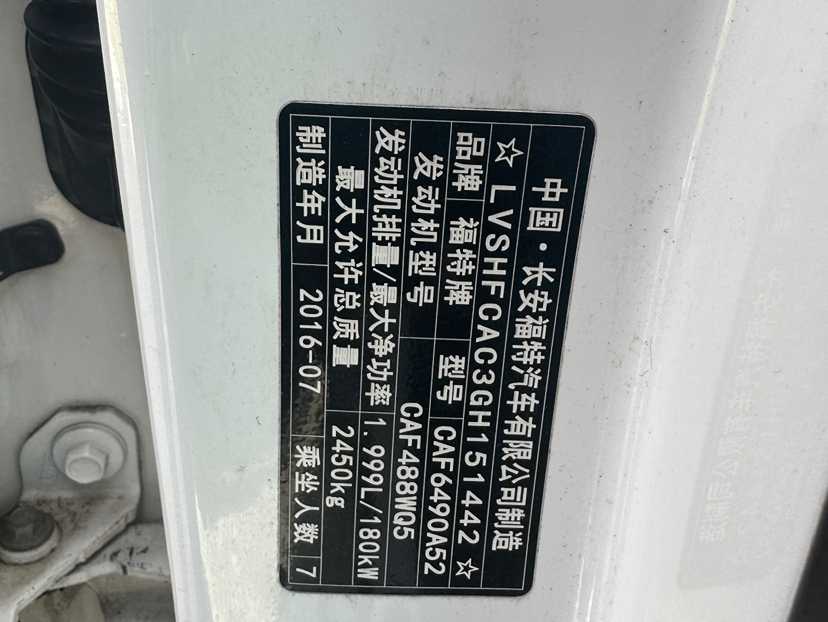 中国·长安福特汽车有限公司制造
☆LVSHFCAC3GH151442☆
品牌 福特牌 型号 CAF6490A52
发动机型号 CAF488WQ5
发动机排量/最大净功率 1.999L/180kW
最大允许总质量 2450kg
制造年月 2016-07 乘坐人数 7